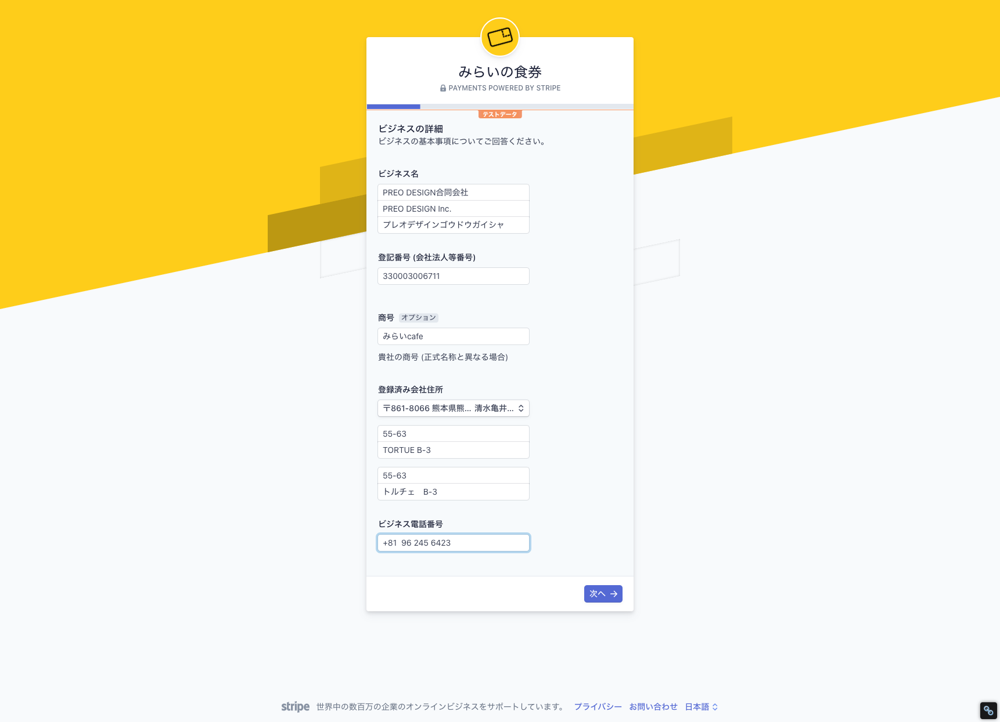 みらいの食券
PAYMENTS POWERED BY STRIPE
テストデータ
ビジネスの詳細
ビジネスの基本事項についてご回答ください。
ビジネス名
PREO DESIGN合同会社
PREO DESIGN Inc.
プレオデザインゴウドウガイシャ
登記番号 (会社法人等番号)
330003006711
商号 オプション
みらいcafe
貴社の商号 (正式名称と異なる場合)
登録済み会社住所
〒861-8066 熊本県熊... 清水亀井...
55-63
TORTUE B-3
55-63
トルチェ　B-3
ビジネス電話番号
+81 96 245 6423
次へ →
stripe 世界中の数百万の企業のオンラインビジネスをサポートしています。 プライバシー お問い合わせ 日本語